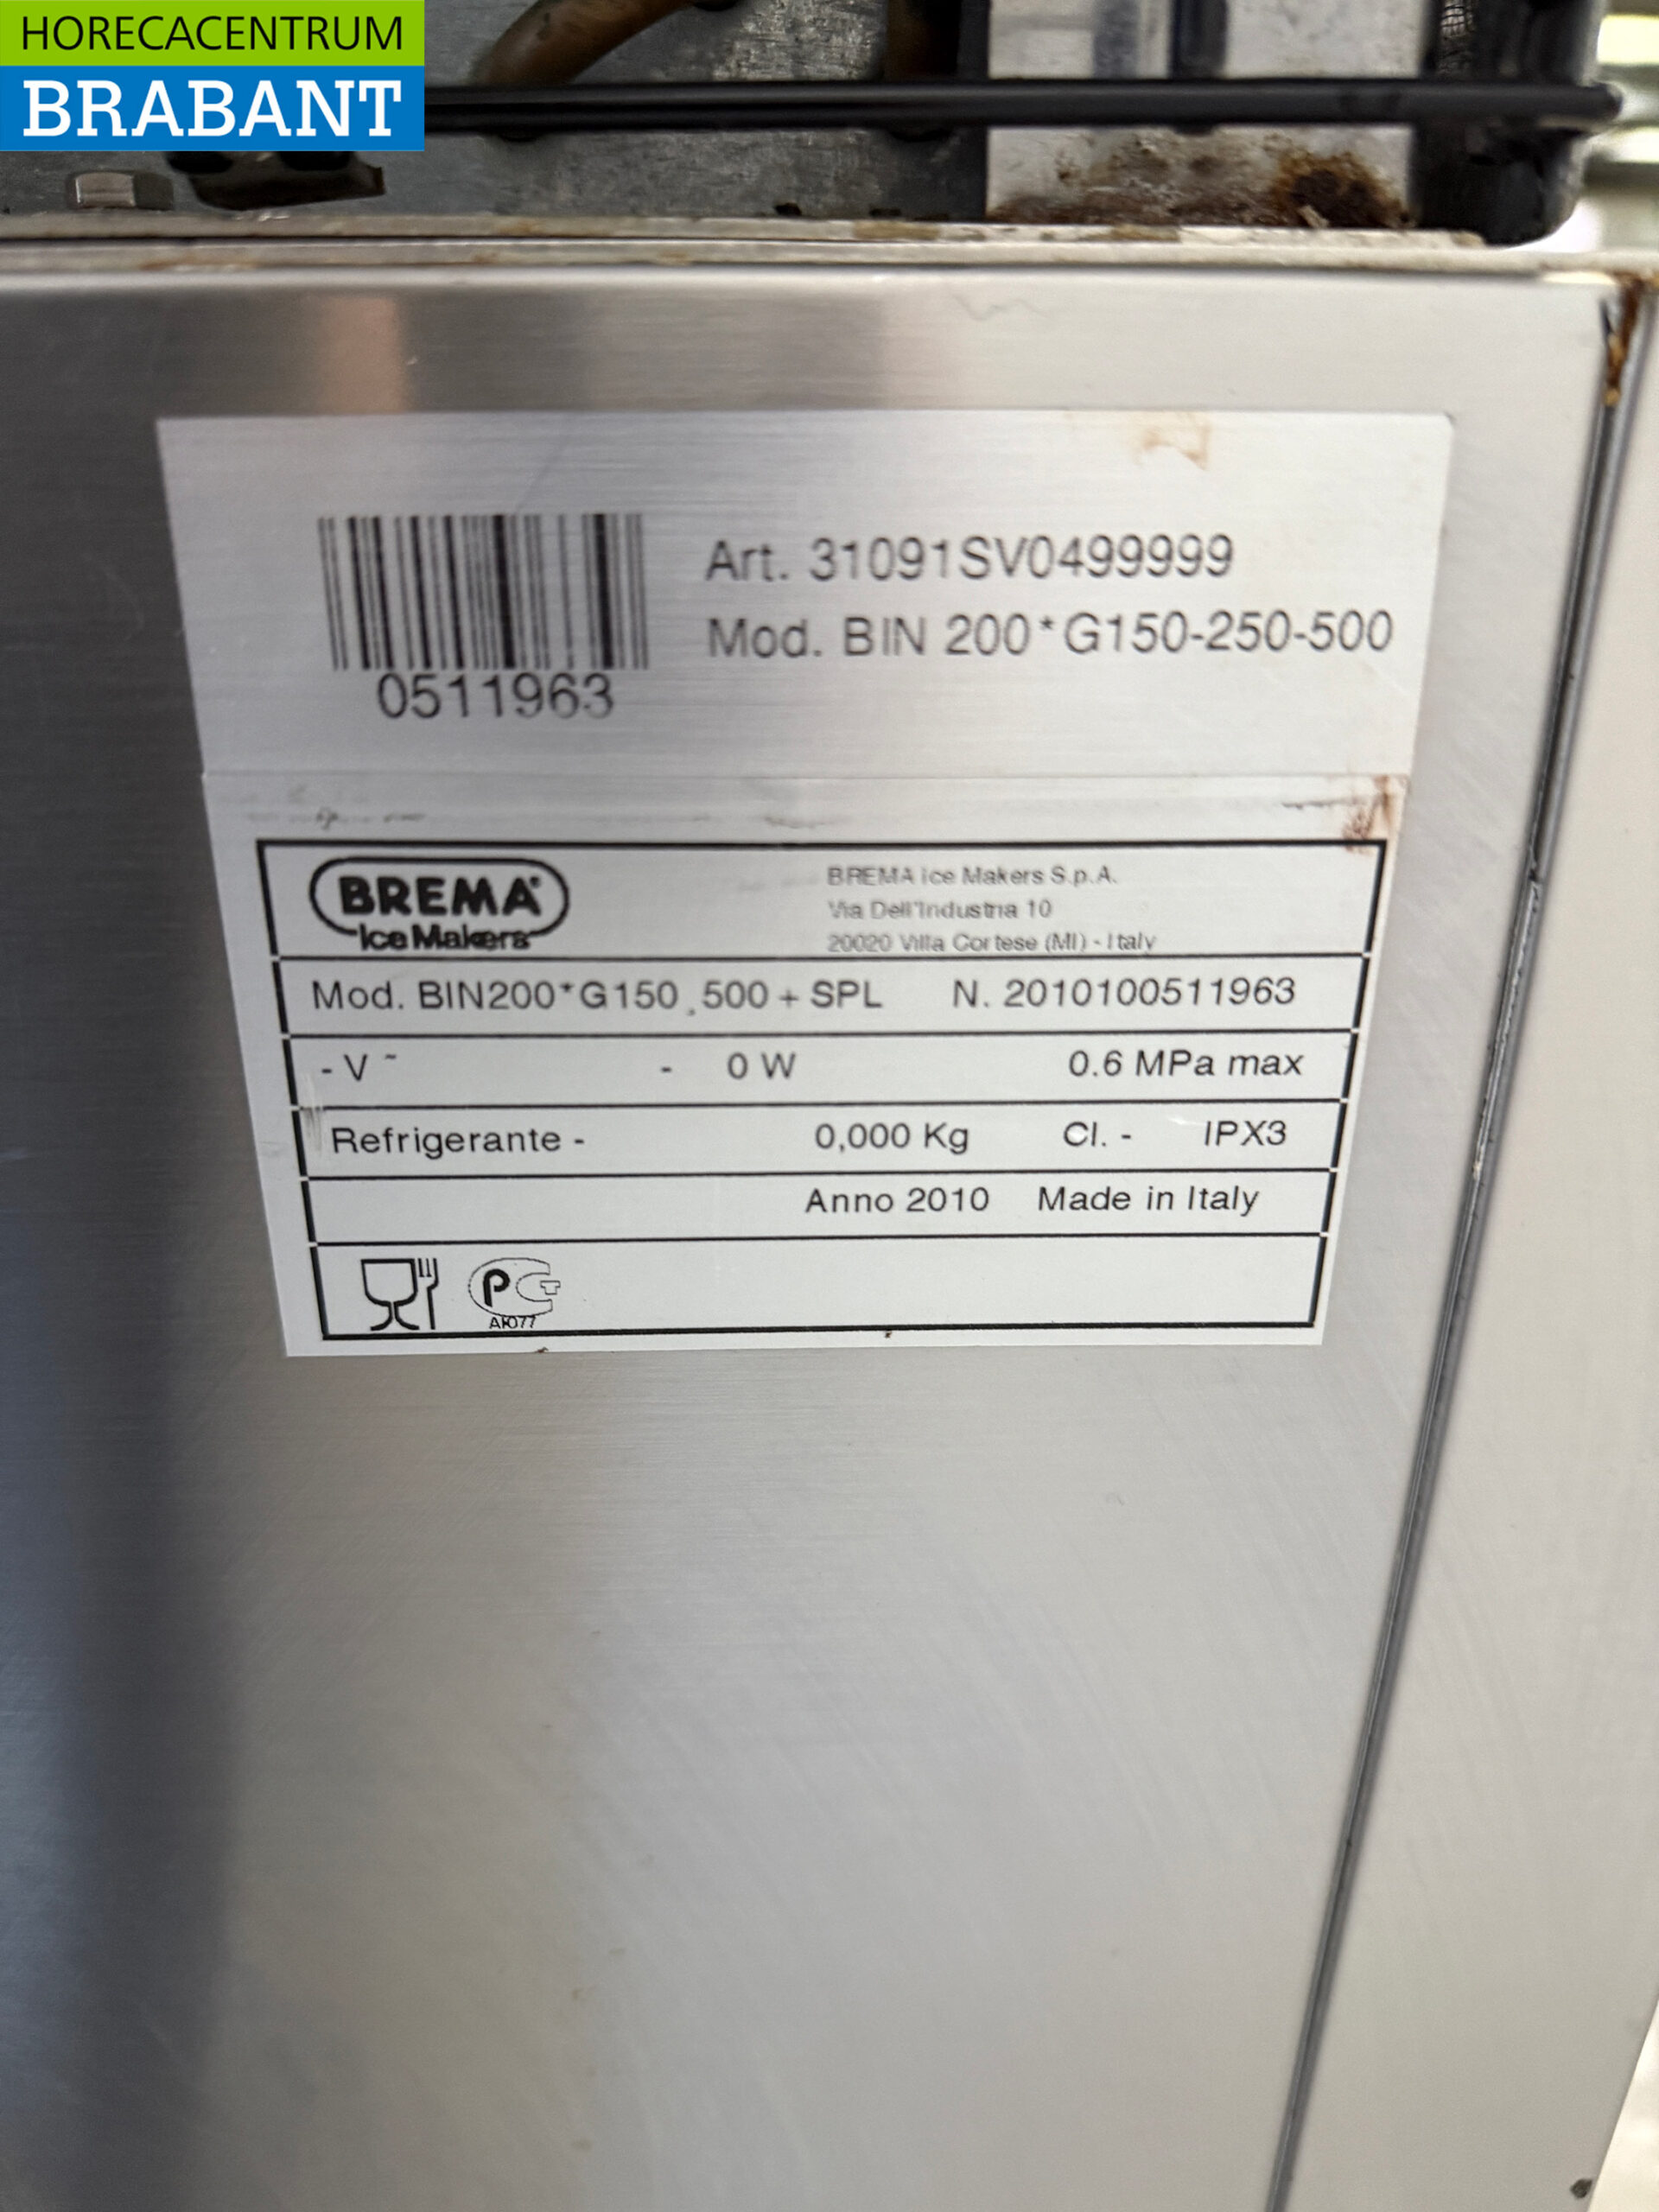 HORECACENTRUM
BRABANT
Art. 31091SV0499999
Mod. BIN 200*G150-250-500
0511963
BREMA
Ice Makers
BREMA Ice Makers S.p.A.
Via Dell'Industria 10
20020 Villa Cortese (MI) - Italy
Mod. BIN200*G150 500 + SPL N. 2010100511963
- V ~ - 0 W 0.6 MPa max
Refrigerante - 0,000 Kg Cl. - IPX3
Anno 2010 Made in Italy